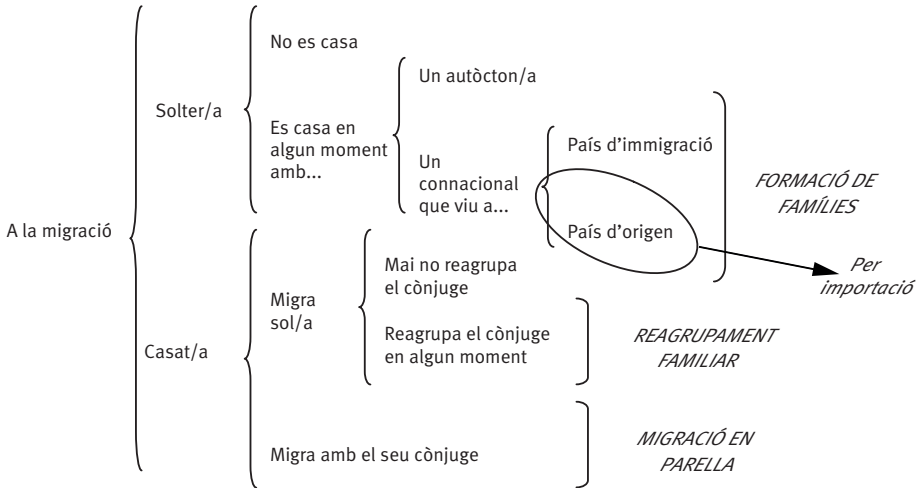 A la migració
Solter/a
No es casa
Es casa en
algun moment
amb...
Un autòcton/a
Un
connacional
que viu a...
País d'immigració
País d'origen
FORMACIÓ DE
FAMÍLIES
Per
importació
Casat/a
Migra
sol/a
Mai no reagrupa
el cònjuge
Reagrupa el cònjuge
en algun moment
REAGRUPAMENT
FAMILIAR
Migra amb el seu cònjuge
MIGRACIÓ EN
PARELLA